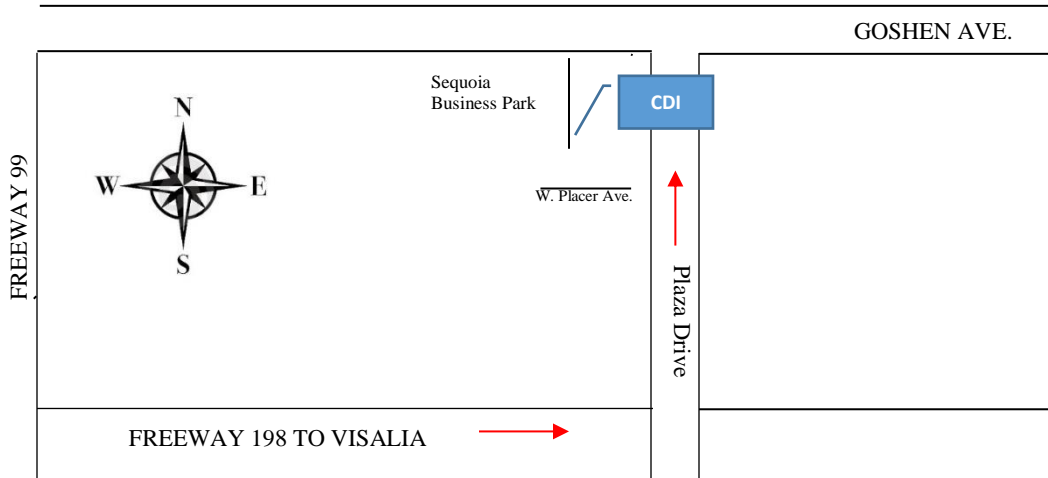 GOSHEN AVE.
Sequoia
Business Park
CDI
N
W
E
S
FREEWAY 99
W. Placer Ave.
Plaza Drive
FREEWAY 198 TO VISALIA